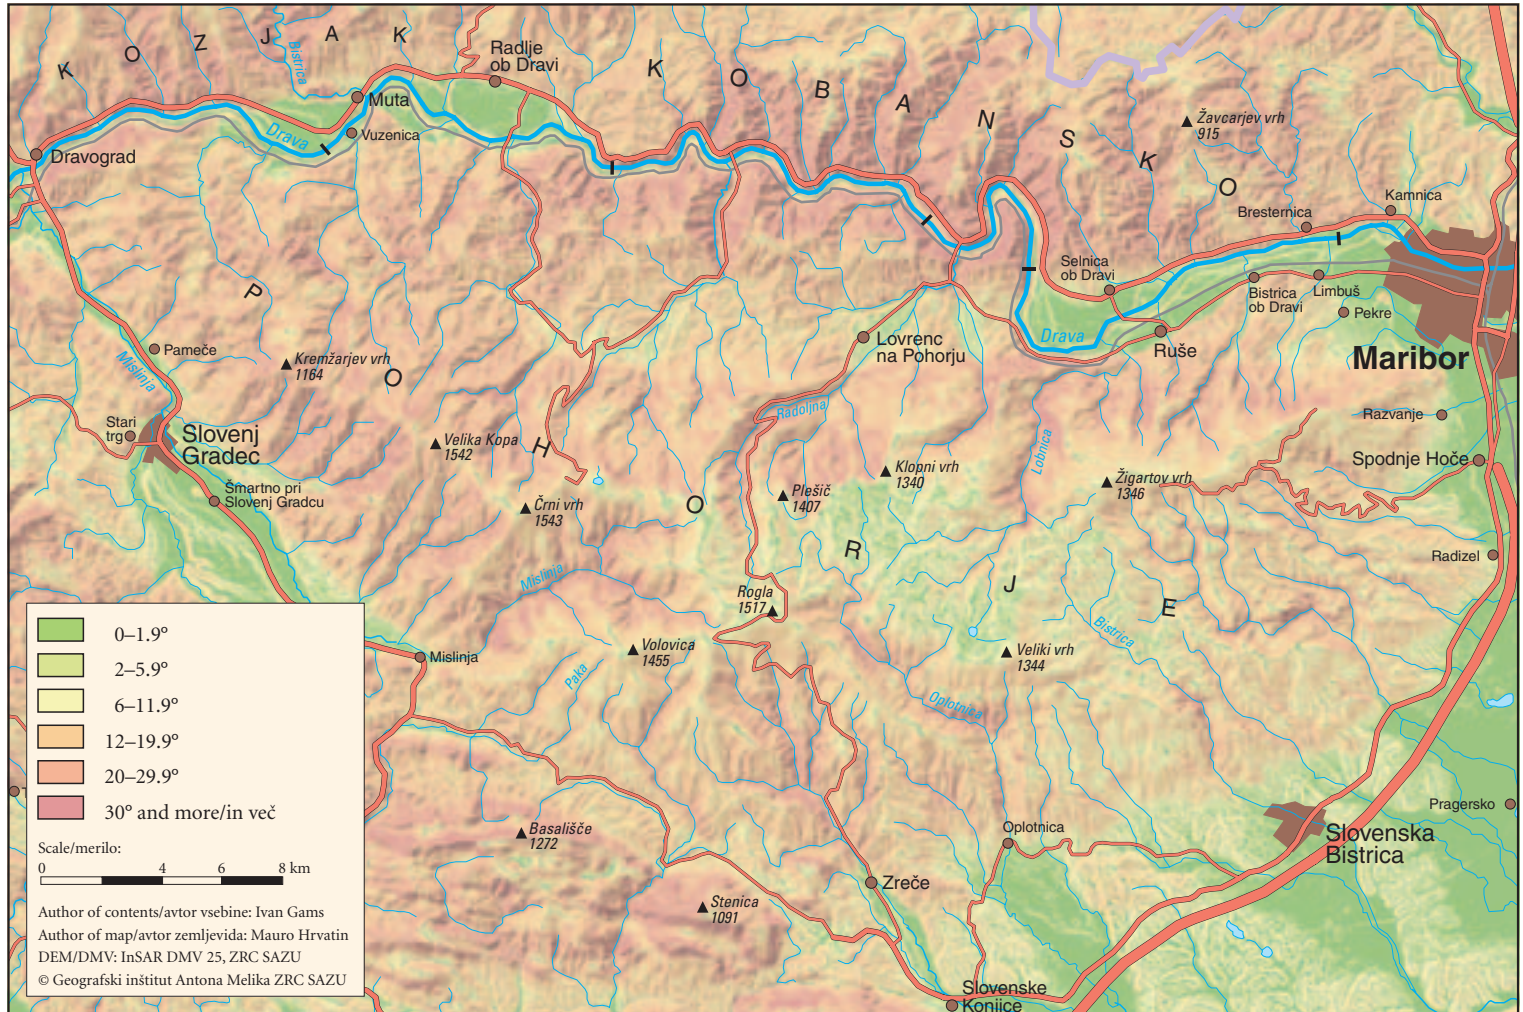 K O Z J A K
Bistrica
Radlje
ob Dravi
K O B A N S K O
Muta
Drava
Vuzenica
Dravograd
Žavcarjev vrh
915
Kamnica
Bresternica
Selnica
ob Dravi
Bistrica
ob Dravi
Limbuš
Pekre
P O H O R J E
Drava
Ruše
Maribor
Lovrenc
na Pohorju
Pameče
Mislinja
Kremžarjev vrh
1164
Radoljna
Razvanje
Stari
trg
Slovenj
Gradec
Velika Kopa
1542
Lobnica
Spodnje Hoče
Klopni vrh
1340
Plešič
1407
Žigartov vrh
1346
Šmartno pri
Slovenj Gradcu
Črni vrh
1543
Radizel
Mislinja
Rogla
1517
Bistrica
Volovica
1455
Veliki vrh
1344
Mislinja
Paka
Oplotnica
Pragersko
Basališče
1272
Oplotnica
Slovenska
Bistrica
Zreče
Stenica
1091
Slovenske
Konjice
0–1.9°
2–5.9°
6–11.9°
12–19.9°
20–29.9°
30° and more/in več
Scale/merilo:
0 4 6 8 km
Author of contents/avtor vsebine: Ivan Gams
Author of map/avtor zemljevida: Mauro Hrvatin
DEM/DMV: InSAR DMV 25, ZRC SAZU
© Geografski inštitut Antona Melika ZRC SAZU